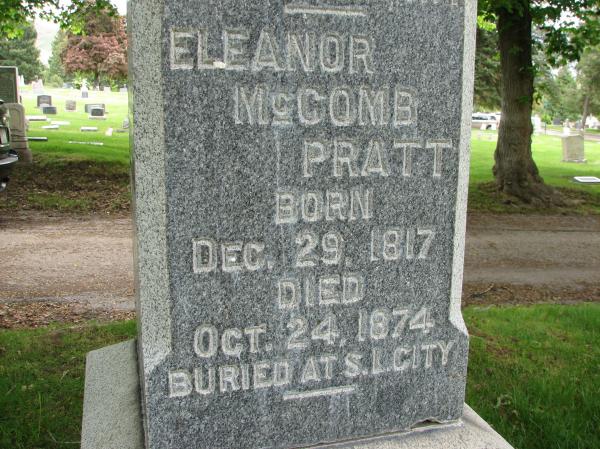 ELEANOR
McCOMB
PRATT
BORN
DEC. 29, 1817
DIED
OCT. 24, 1874
BURIED AT S.L. CITY